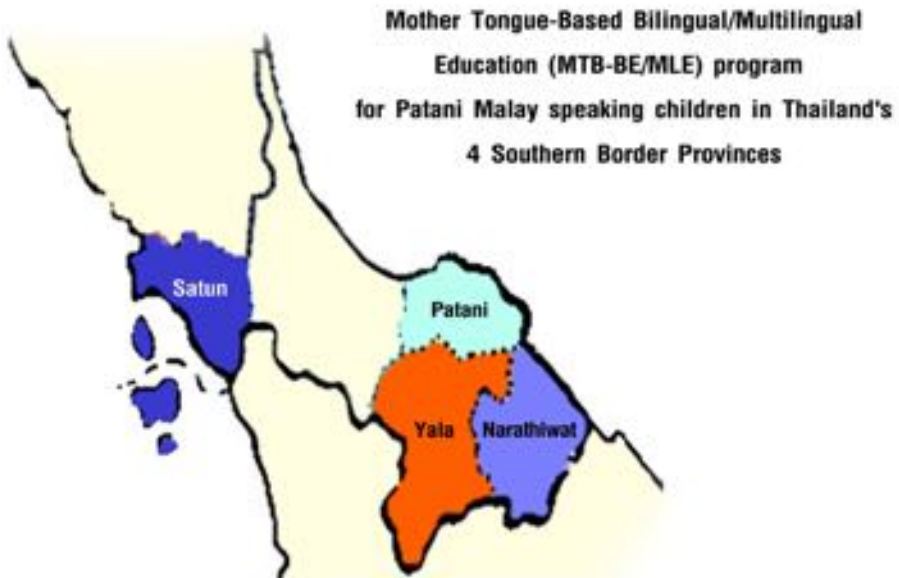 Mother Tongue-Based Bilingual/Multilingual
Education (MTB-BE/MLE) program
for Patani Malay speaking children in Thailand's
4 Southern Border Provinces
Satun
Patani
Yala
Narathiwat